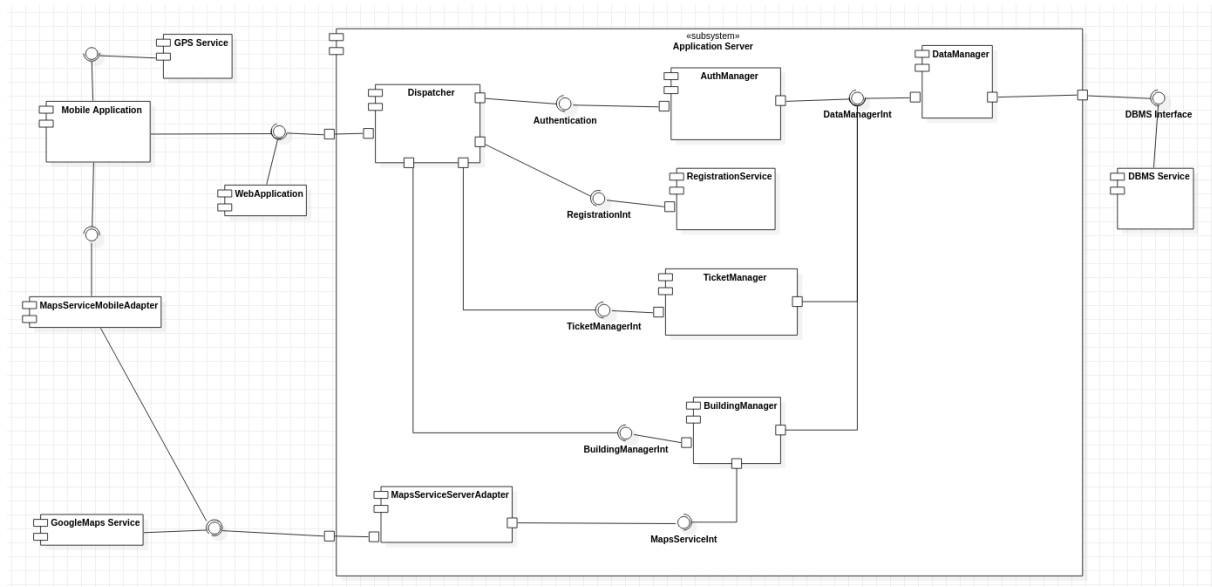 «subsystem»
Application Server
GPS Service
DataManager
AuthManager
Dispatcher
Mobile Application
Authentication
DataManagerInt
DBMS Interface
WebApplication
RegistrationService
DBMS Service
RegistrationInt
TicketManager
MapsServiceMobileAdapter
TicketManagerInt
BuildingManager
BuildingManagerInt
MapsServiceServerAdapter
GoogleMaps Service
MapsServiceInt